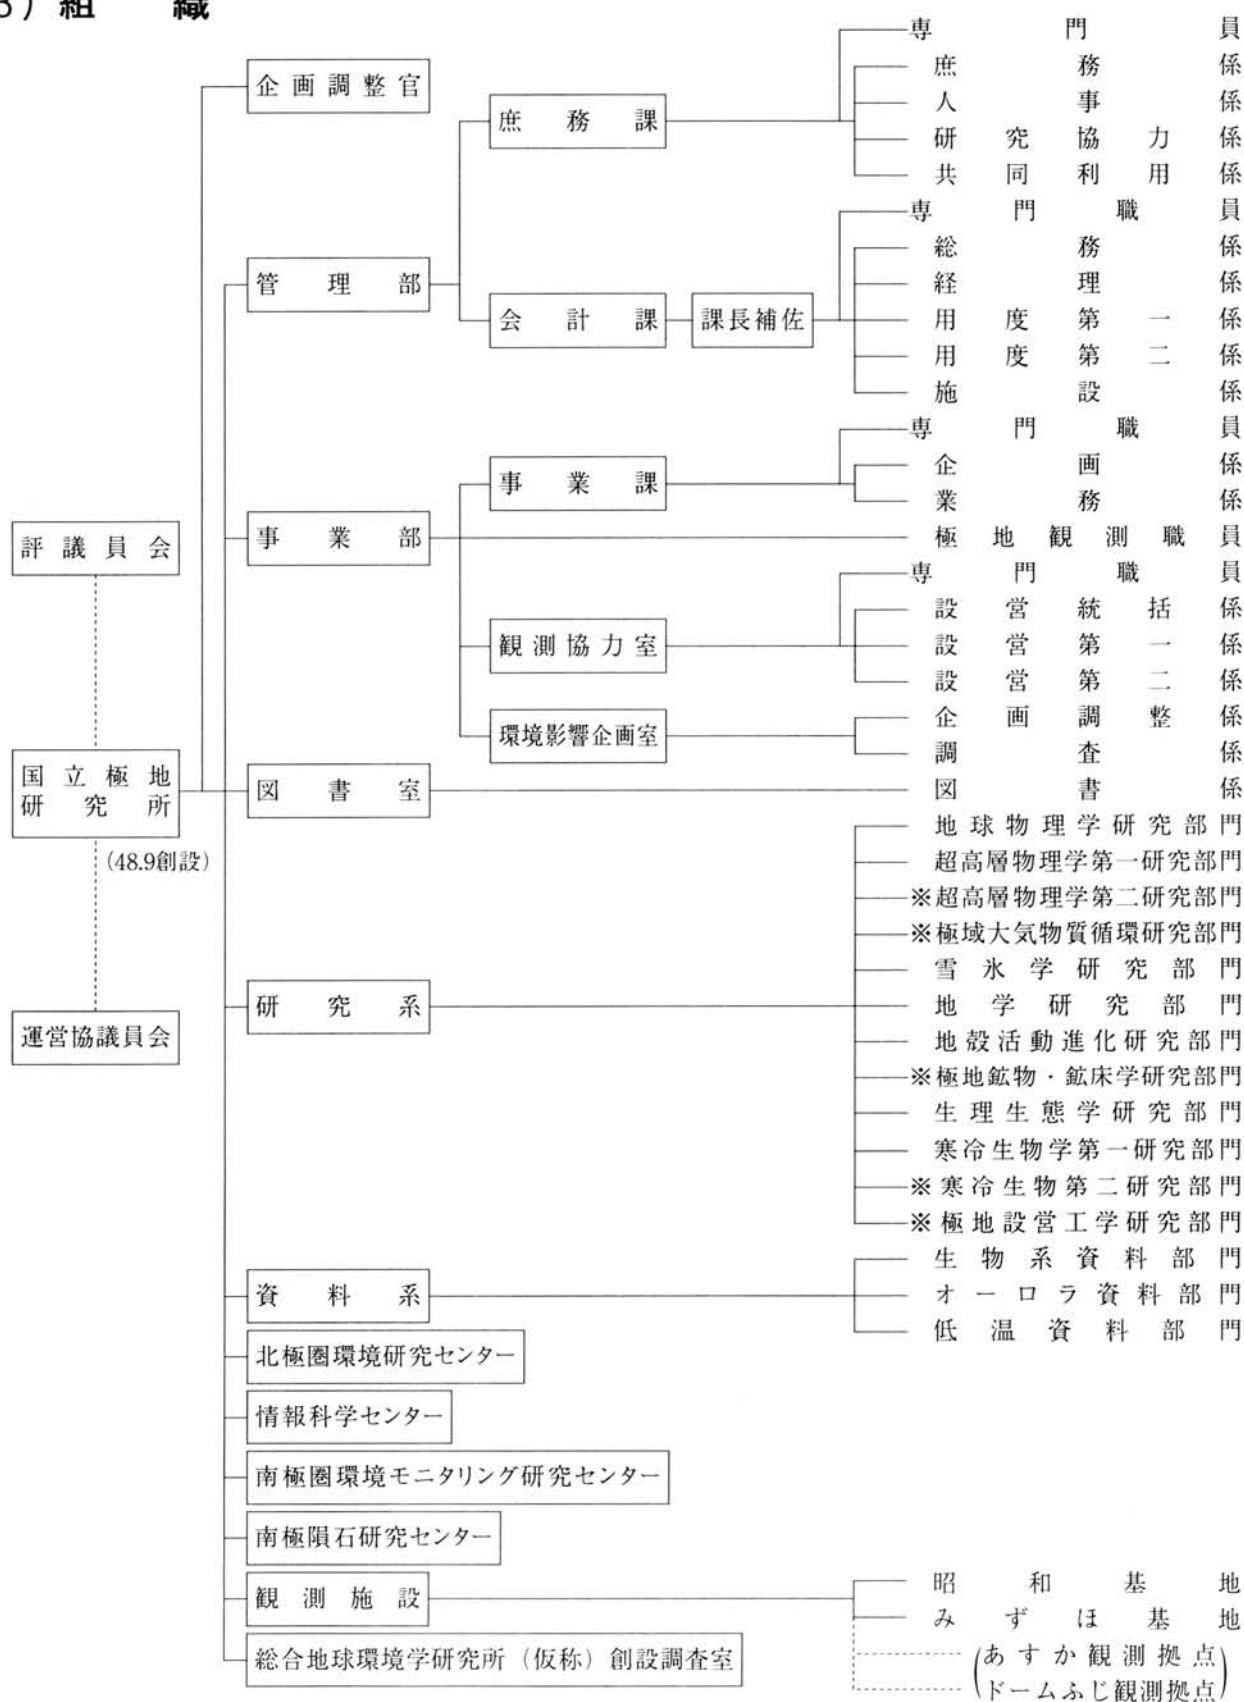 組織
専門員
企画調整官
庶務係
庶務課
人事係
研究協力係
共同利用係
専門職員
総務係
管理部
経理係
会計課
課長補佐
用度第一係
用度第二係
施設係
専門職員
企画係
事業課
業務係
評議員会
事業部
極地観測職員
専門職員
設営統括係
観測協力室
設営第一係
設営第二係
企画調整係
環境影響企画室
調査係
国立極地
研究所
(48.9創設)
図書室
図書係
地球物理学研究部門
超高層物理学第一研究部門
※超高層物理学第二研究部門
※極域大気物質循環研究部門
雪氷学研究部門
研究系
地学研究部門
運営協議員会
地殻活動進化研究部門
※極地鉱物・鉱床学研究部門
生理生態学研究部門
寒冷生物学第一研究部門
※寒冷生物第二研究部門
※極地設営工学研究部門
生物系資料部門
資料系
オーロラ資料部門
低温資料部門
北極圏環境研究センター
情報科学センター
南極圏環境モニタリング研究センター
南極隕石研究センター
観測施設
昭和基地
みずほ基地
総合地球環境学研究所（仮称）創設調査室
(あすか観測拠点
ドームふじ観測拠点)